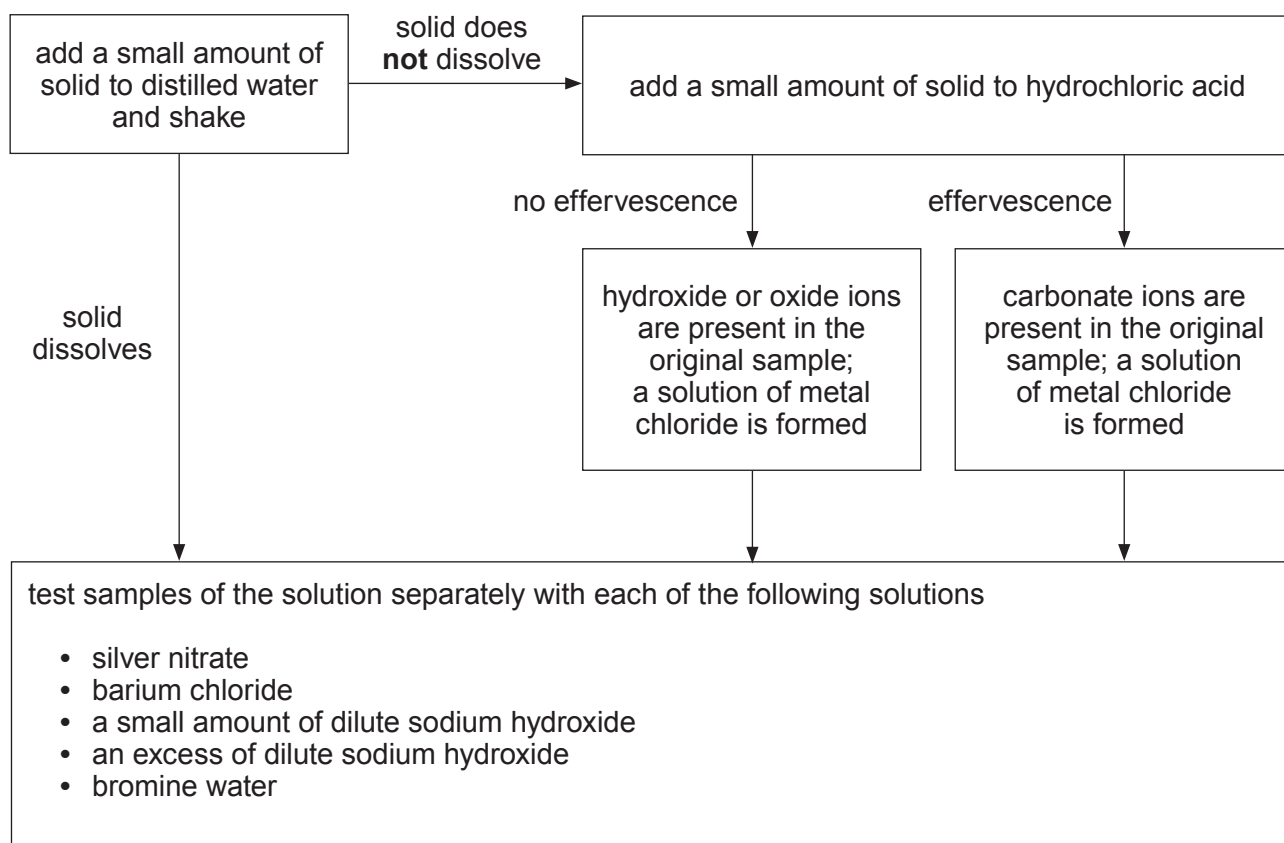 add a small amount of
solid to distilled water
and shake
solid does
not dissolve
add a small amount of solid to hydrochloric acid
no effervescence
effervescence
solid
dissolves
hydroxide or oxide ions
are present in the
original sample;
a solution of metal
chloride is formed
carbonate ions are
present in the original
sample; a solution
of metal chloride
is formed
test samples of the solution separately with each of the following solutions
• silver nitrate
• barium chloride
• a small amount of dilute sodium hydroxide
• an excess of dilute sodium hydroxide
• bromine water